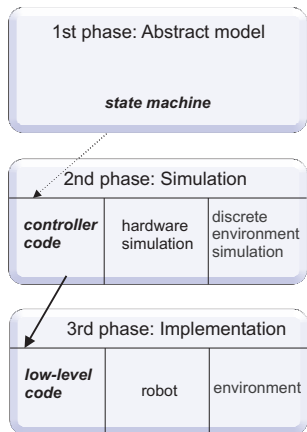 1st phase: Abstract model
state machine
2nd phase: Simulation
controller
code
hardware
simulation
discrete
environment
simulation
3rd phase: Implementation
low-level
code
robot
environment